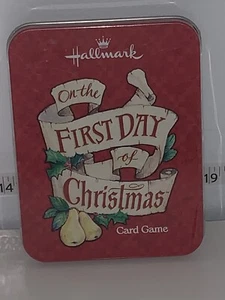 Hallmark
On the
FIRST DAY
of
Christmas
Card Game
14
19